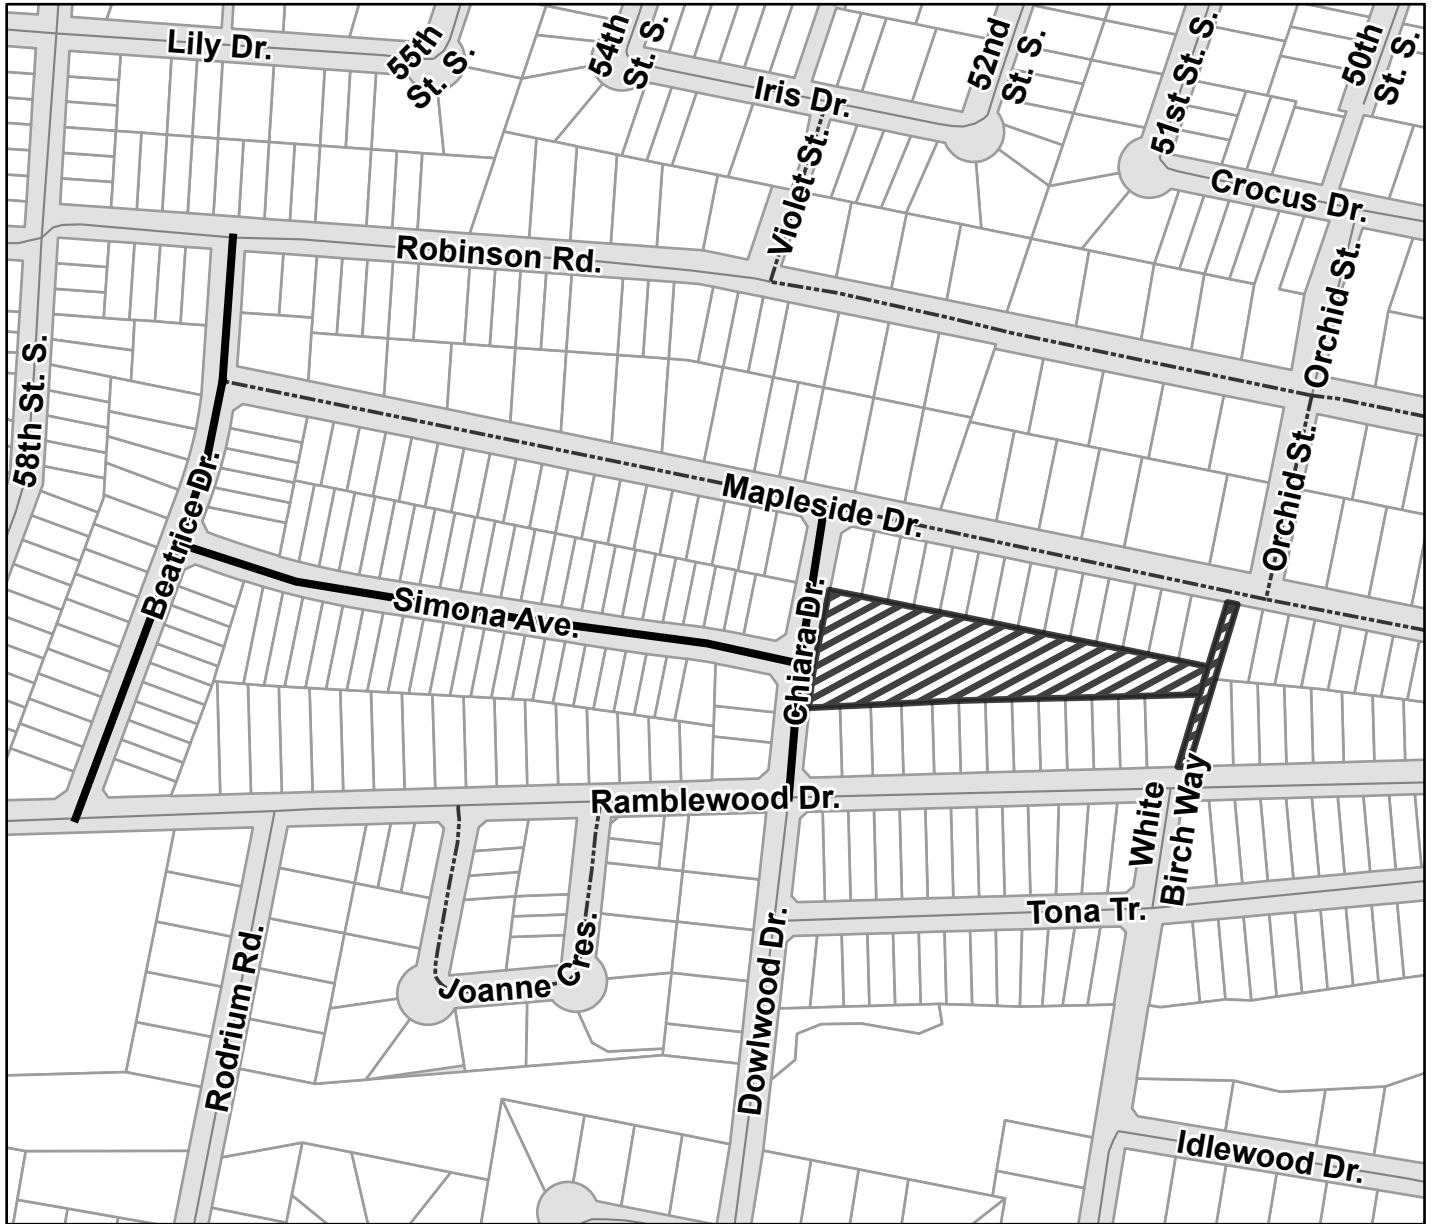 Lily Dr.
55th
St. S.
54th
St. S.
Iris Dr.
52nd
St. S.
51st St. S.
50th
St. S.
Violet St.
Crocus Dr.
Robinson Rd.
Orchid St.
58th St. S.
Orchid St.
Mapleside Dr.
Beatrice Dr.
Simona Ave.
Chiara Dr.
Ramblewood Dr.
White
Birch Way
Tona Tr.
Rodrium Rd.
Joanne Cres.
Dowlwood Dr.
Idlewood Dr.